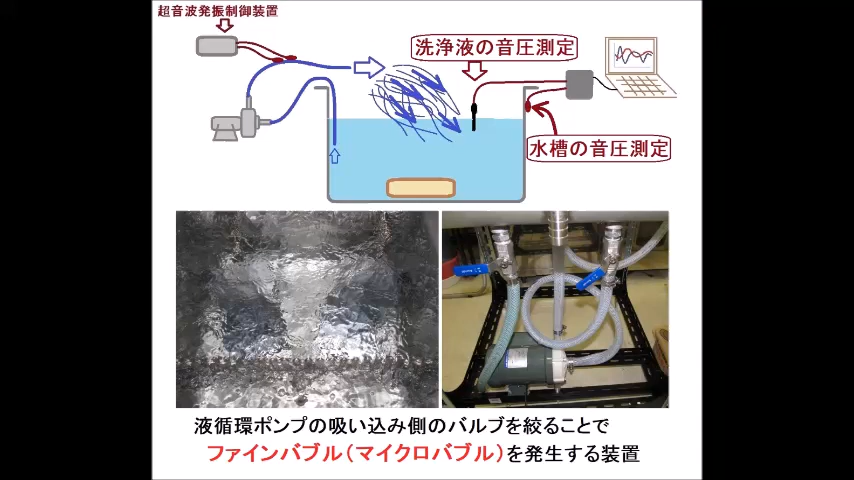 超音波発振制御装置
洗浄液の音圧測定
水槽の音圧測定
液循環ポンプの吸い込み側のバルブを絞ることで
ファインバブル（マイクロバブル）を発生する装置